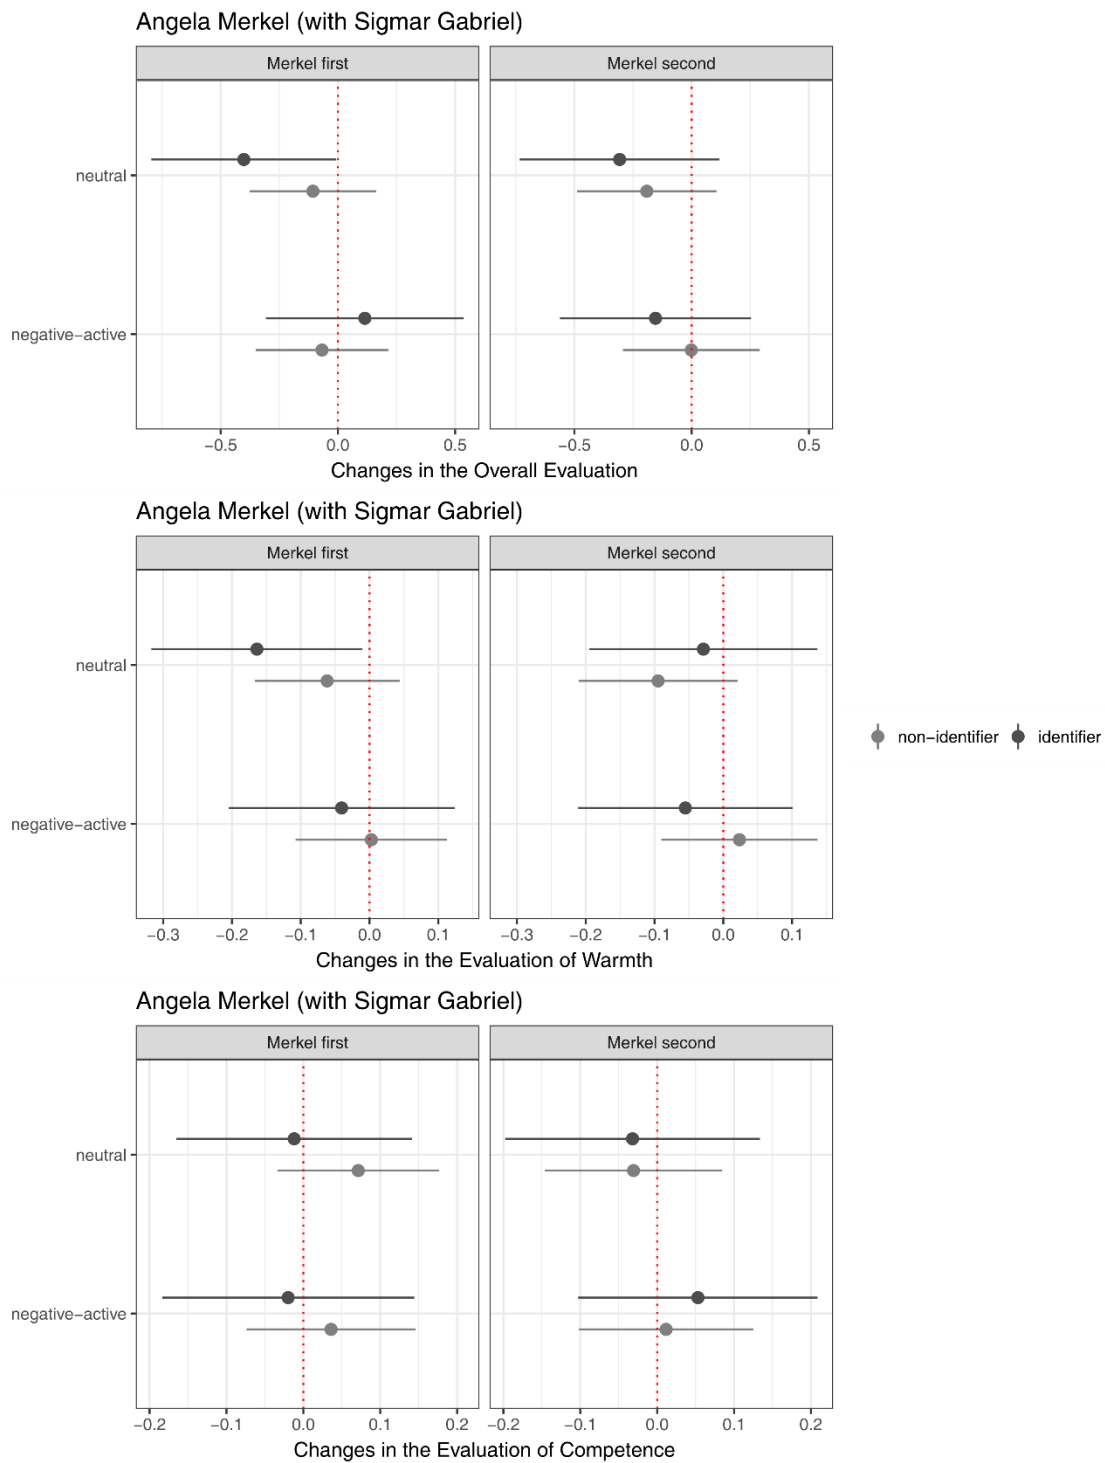 Angela Merkel (with Sigmar Gabriel)
Merkel first
Merkel second
neutral
negative−active
−0.5 0.0 0.5
−0.5 0.0 0.5
Changes in the Overall Evaluation
Angela Merkel (with Sigmar Gabriel)
Merkel first
Merkel second
neutral
negative−active
−0.3 −0.2 −0.1 0.0 0.1
−0.3 −0.2 −0.1 0.0 0.1
Changes in the Evaluation of Warmth
non−identifier identifier
Angela Merkel (with Sigmar Gabriel)
Merkel first
Merkel second
neutral
negative−active
−0.2 −0.1 0.0 0.1 0.2
−0.2 −0.1 0.0 0.1 0.2
Changes in the Evaluation of Competence